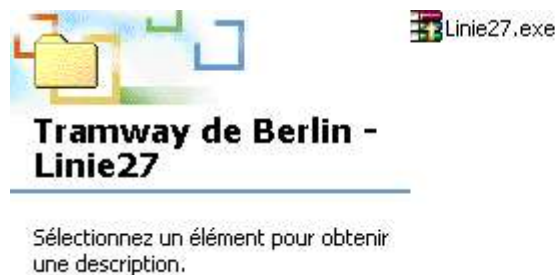 Linie27.exe
Tramway de Berlin -
Linie27
Sélectionnez un élément pour obtenir
une description.